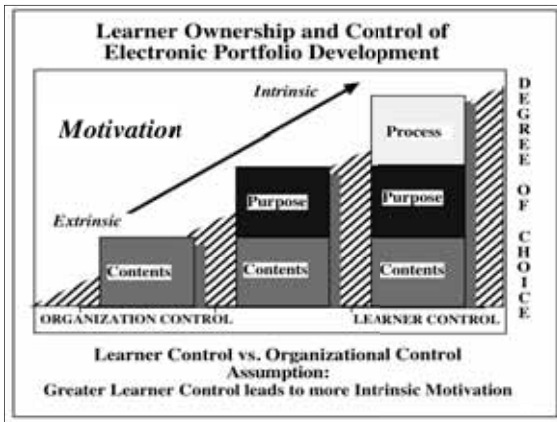 Learner Ownership and Control of
Electronic Portfolio Development
Intrinsic
Motivation
Extrinsic
Process
Purpose
Purpose
Contents
Contents
Contents
DEGREE OF CHOICE
ORGANIZATION CONTROL
LEARNER CONTROL
Learner Control vs. Organizational Control
Assumption:
Greater Learner Control leads to more Intrinsic Motivation